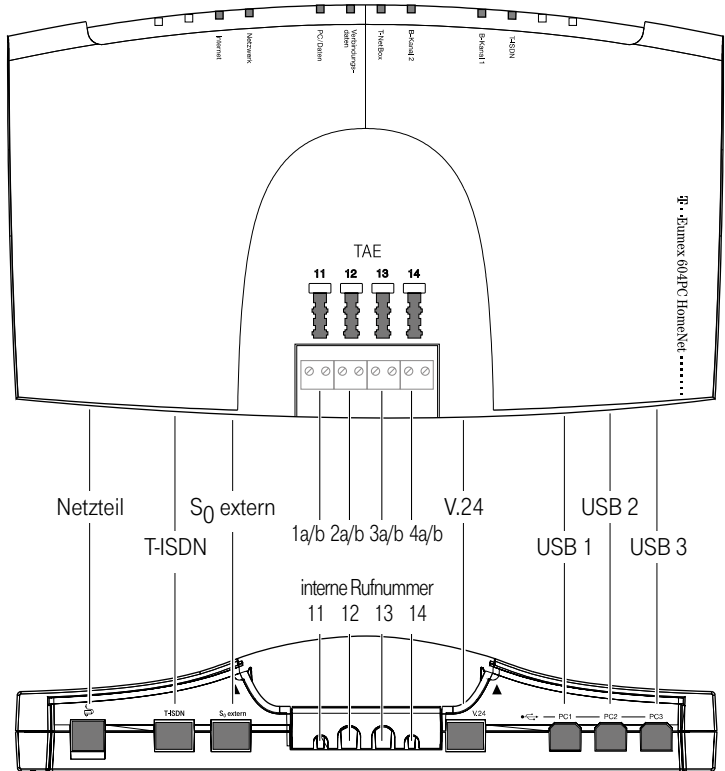 Internet
Netzwerk
PC/Daten
Verbindungs-
daten
T-NetBox
B-Kanal 2
B-Kanal 1
T-ISDN
T · · Eumex 604PC HomeNet
TAE
11 12 13 14
Netzteil
T-ISDN
S0 extern
1a/b 2a/b 3a/b 4a/b
V.24
USB 1
USB 2
USB 3
interne Rufnummer
11 12 13 14
T-ISDN
S0 extern
V.24
PC1
PC2
PC3